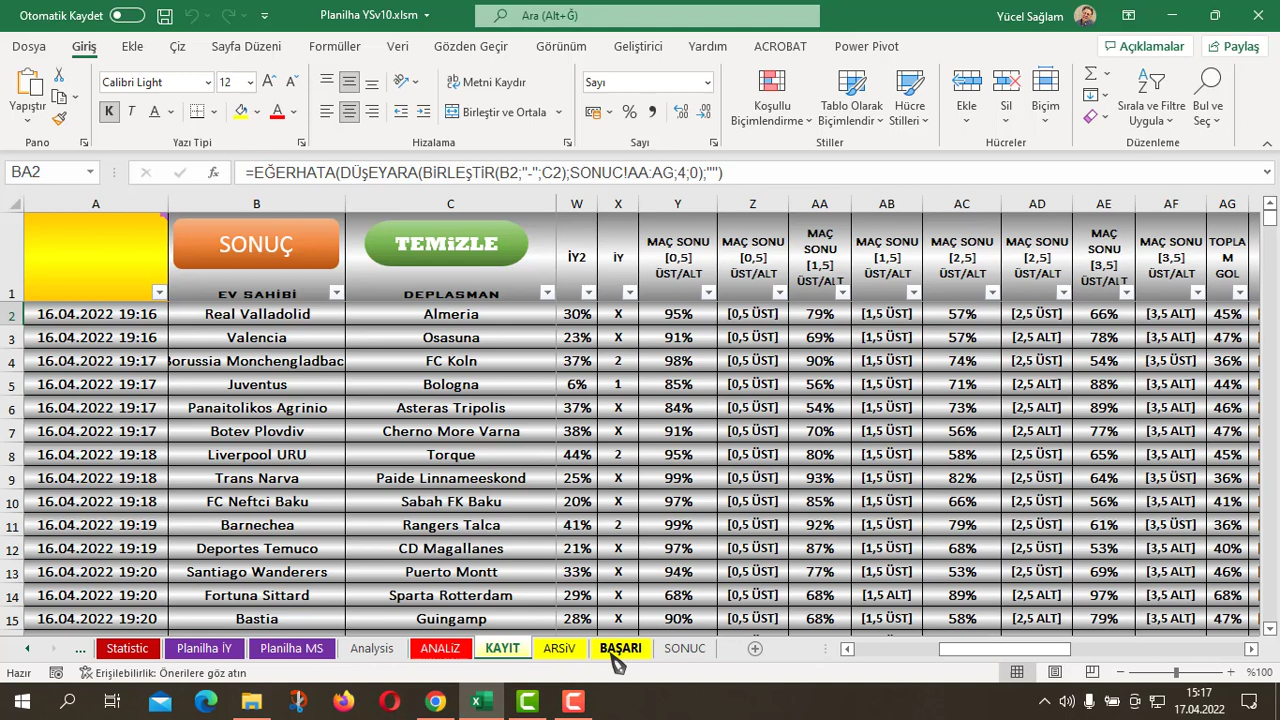 Otomatik Kaydet
Planilha YSv10.xlsm
Ara (Alt+Ğ)
Yücel Sağlam
Dosya Giriş Ekle Çiz Sayfa Düzeni Formüller Veri Gözden Geçir Görünüm Geliştirici Yardım ACROBAT Power Pivot Açıklamalar Paylaş
Calibri Light 12 Metni Kaydır Sayı
Yapıştır K T A A Birleştir ve Ortala
Koşullu Biçimlendirme Tablo Olarak Biçimlendir Hücre Stilleri Ekle Sil Biçim Sırala ve Filtre Uygula Bul ve Seç
Pano Yazı Tipi Hizalama Sayı Stiller Hücreler Düzenleme
BA2 fx =EĞERHATA(DÜŞEYARA(BİRLEŞTİR(B2;"-";C2);SONUC!AA:AG;4;0);"")
A B C W X Y Z AA AB AC AD AE AF AG
1 SONUÇ EV SAHİBİ TEMiZLE DEPLASMAN İY2 iY MAÇ SONU [0,5] ÜST/ALT MAÇ SONU [0,5] ÜST/ALT MAÇ SONU [1,5] ÜST/ALT MAÇ SONU [1,5] ÜST/ALT MAÇ SONU [2,5] ÜST/ALT MAÇ SONU [2,5] ÜST/ALT MAÇ SONU [3,5] ÜST/ALT MAÇ SONU [3,5] ÜST/ALT TOPLA M GOL
2 16.04.2022 19:16 Real Valladolid Almeria 30% X 95% [0,5 ÜST] 79% [1,5 ÜST] 57% [2,5 ÜST] 66% [3,5 ALT] 45%
3 16.04.2022 19:16 Valencia Osasuna 23% X 91% [0,5 ÜST] 69% [1,5 ÜST] 57% [2,5 ALT] 78% [3,5 ALT] 47%
4 16.04.2022 19:17 Borussia Monchengladbac FC Koln 37% 2 98% [0,5 ÜST] 90% [1,5 ÜST] 74% [2,5 ÜST] 54% [3,5 ÜST] 36%
5 16.04.2022 19:17 Juventus Bologna 6% 1 85% [0,5 ÜST] 56% [1,5 ÜST] 71% [2,5 ALT] 88% [3,5 ALT] 44%
6 16.04.2022 19:17 Panaitolikos Agrinio Asteras Tripolis 37% X 84% [0,5 ÜST] 54% [1,5 ÜST] 73% [2,5 ALT] 89% [3,5 ALT] 46%
7 16.04.2022 19:17 Botev Plovdiv Cherno More Varna 38% X 91% [0,5 ÜST] 70% [1,5 ÜST] 56% [2,5 ALT] 77% [3,5 ALT] 47%
8 16.04.2022 19:17 Liverpool URU Torque 44% 2 95% [0,5 ÜST] 80% [1,5 ÜST] 58% [2,5 ÜST] 65% [3,5 ALT] 46%
9 16.04.2022 19:18 Trans Narva Paide Linnameeskond 25% X 99% [0,5 ÜST] 93% [1,5 ÜST] 82% [2,5 ÜST] 64% [3,5 ÜST] 36%
10 16.04.2022 19:18 FC Neftci Baku Sabah FK Baku 20% X 97% [0,5 ÜST] 85% [1,5 ÜST] 66% [2,5 ÜST] 56% [3,5 ALT] 41%
11 16.04.2022 19:19 Barnechea Rangers Talca 41% 2 99% [0,5 ÜST] 92% [1,5 ÜST] 79% [2,5 ÜST] 61% [3,5 ÜST] 36%
12 16.04.2022 19:19 Deportes Temuco CD Magallanes 21% X 97% [0,5 ÜST] 87% [1,5 ÜST] 68% [2,5 ÜST] 53% [3,5 ALT] 40%
13 16.04.2022 19:20 Santiago Wanderers Puerto Montt 33% X 94% [0,5 ÜST] 77% [1,5 ÜST] 53% [2,5 ÜST] 69% [3,5 ALT] 46%
14 16.04.2022 19:20 Fortuna Sittard Sparta Rotterdam 29% X 68% [0,5 ÜST] 68% [1,5 ALT] 89% [2,5 ALT] 97% [3,5 ALT] 68%
15 16.04.2022 19:20 Bastia Guingamp 28% X 90% [0,5 ÜST] 67% [1,5 ÜST] 59% [2,5 ALT] 80% [3,5 ALT] 47%
... Statistic Planilha İY Planilha MS Analysis ANALiZ KAYIT ARSiV BAŞARI SONUC
Hazır Erişilebilirlik: Önerilere göz atın %100
15:17
17.04.2022